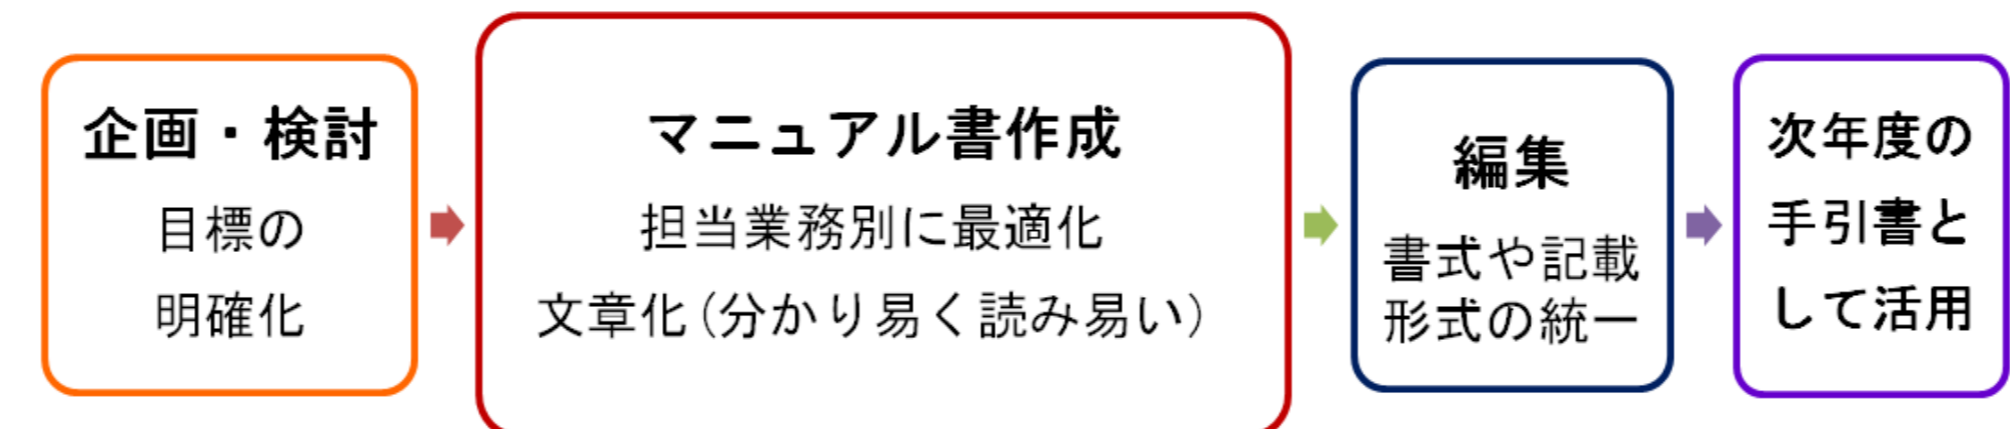 企画・検討
目標の
明確化
マニュアル書作成
担当業務別に最適化
文章化(分かり易く読み易い)
編集
書式や記載
形式の統一
次年度の
手引書と
して活用